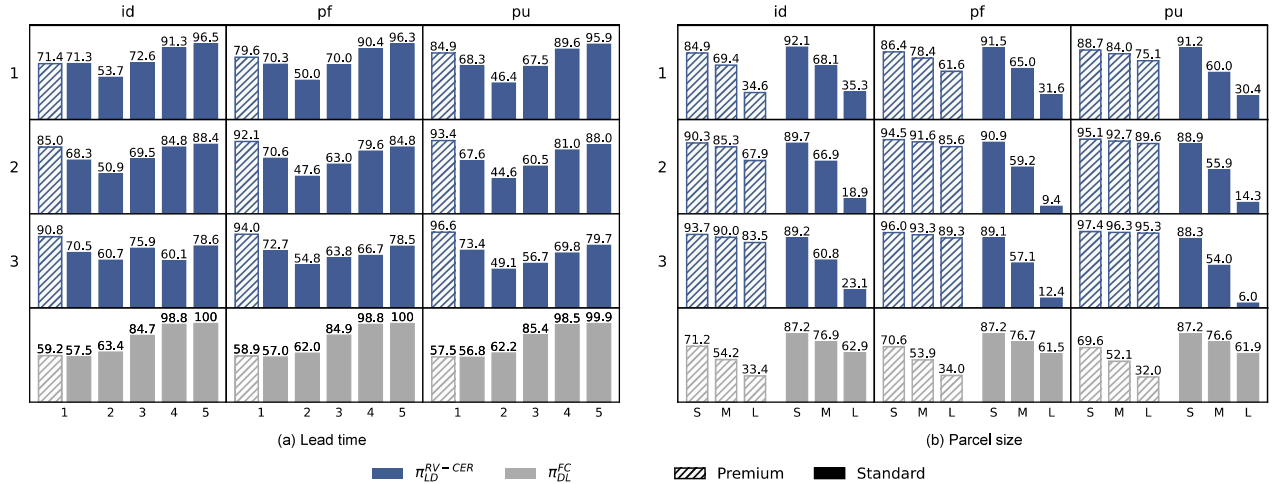 id pf pu
1
71.4 71.3 53.7 72.6 91.3 96.5 79.6 70.3 50.0 70.0 90.4 96.3 84.9 68.3 46.4 67.5 89.6 95.9
2
85.0 68.3 50.9 69.5 84.8 88.4 92.1 70.6 47.6 63.0 79.6 84.8 93.4 67.6 44.6 60.5 81.0 88.0
3
90.8 70.5 60.7 75.9 60.1 78.6 94.0 72.7 54.8 63.8 66.7 78.5 96.6 73.4 49.1 56.7 69.8 79.7
59.2 57.5 63.4 84.7 98.8 100 58.9 57.0 62.0 84.9 98.8 100 57.5 56.8 62.2 85.4 98.5 99.9
1 2 3 4 5 1 2 3 4 5 1 2 3 4 5
(a) Lead time
id pf pu
1
84.9 69.4 34.6 92.1 68.1 35.3 86.4 78.4 61.6 91.5 65.0 31.6 88.7 84.0 75.1 91.2 60.0 30.4
2
90.3 85.3 67.9 89.7 66.9 18.9 94.5 91.6 85.6 90.9 59.2 9.4 95.1 92.7 89.6 88.9 55.9 14.3
3
93.7 90.0 83.5 89.2 60.8 23.1 96.0 93.3 89.3 89.1 57.1 12.4 97.4 96.3 95.3 88.3 54.0 6.0
71.2 54.2 33.4 87.2 76.9 62.9 70.6 53.9 34.0 87.2 76.7 61.5 69.6 52.1 32.0 87.2 76.6 61.9
S M L S M L S M L S M L S M L S M L
(b) Parcel size
π_{LD}^{RV−CER} π_{DL}^{FC} Premium Standard